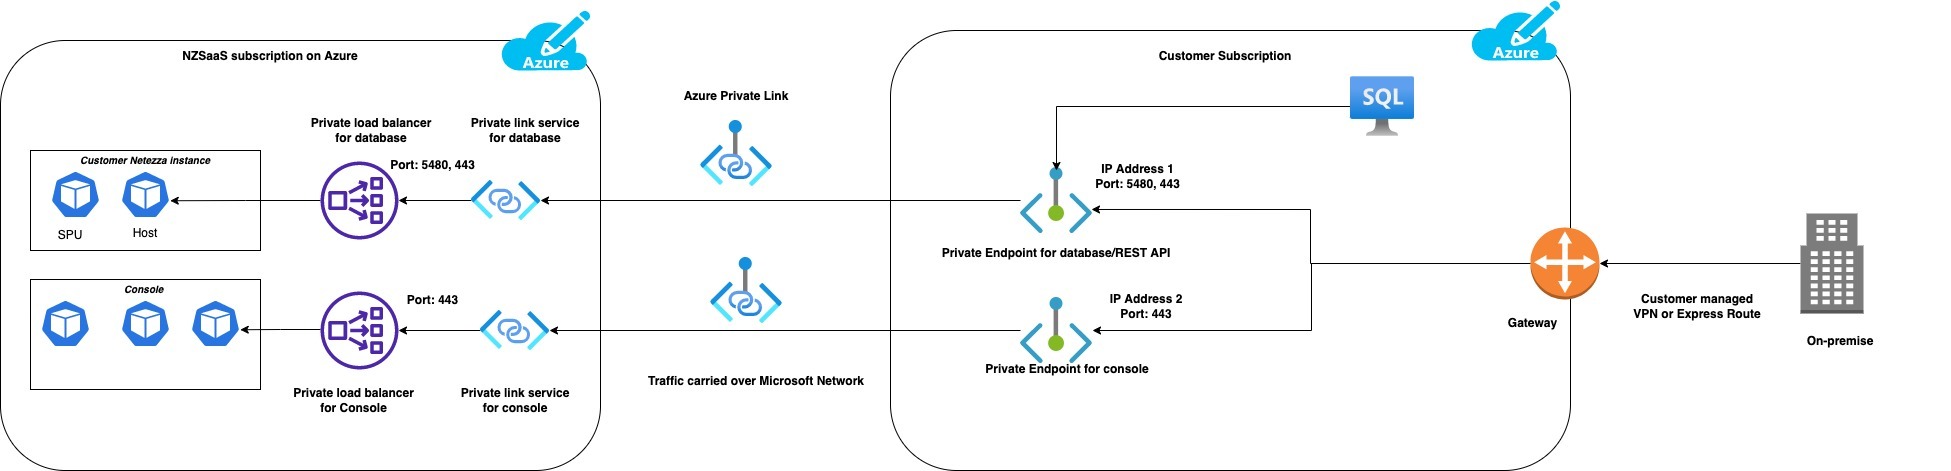 NZSaaS subscription on Azure
Azure
Private load balancer
for database
Private link service
for database
Port: 5480, 443
Customer Netezza instance
SPU
Host
Console
Port: 443
Private load balancer
for Console
Private link service
for console
Azure Private Link
Traffic carried over Microsoft Network
Customer Subscription
Azure
SQL
IP Address 1
Port: 5480, 443
Private Endpoint for database/REST API
IP Address 2
Port: 443
Private Endpoint for console
Gateway
Customer managed
VPN or Express Route
On-premise